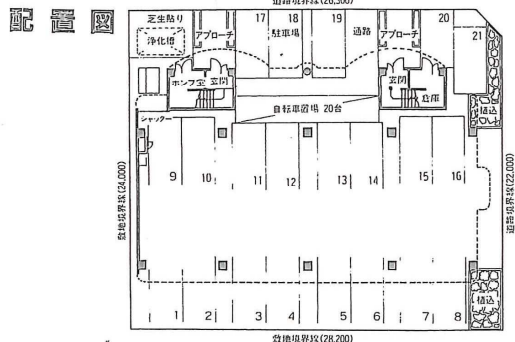 配置図
道路境界線(26,300)
芝生貼り
浄化槽
アプローチ
17
18
19
駐車場
通路
アプローチ
20
21
ポンプ室
玄関
玄関
倉庫
植込
自転車置場 20台
シャッター
9
10
11
12
13
14
15
16
敷地境界線(24,000)
道路境界線(22,000)
1
2
3
4
5
6
7
8
植込
敷地境界線(28,200)